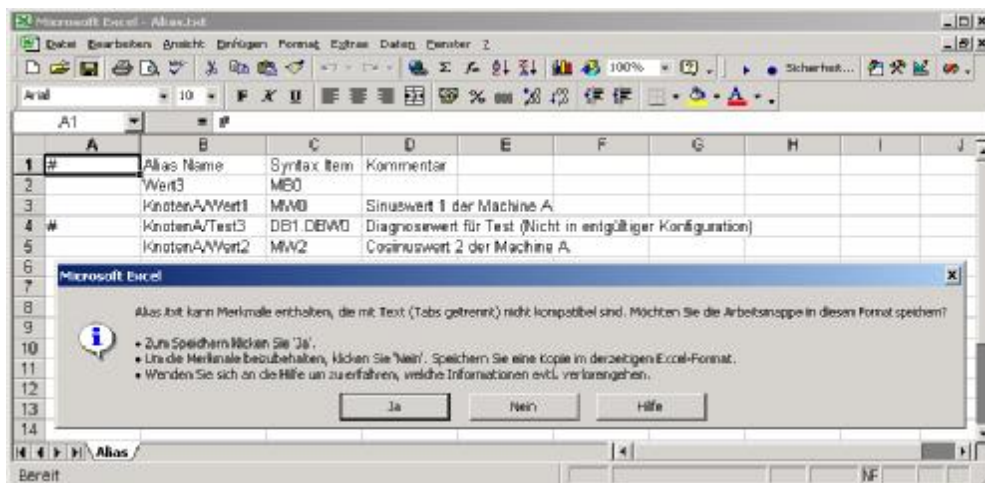 Microsoft Excel - Alias.txt
Datei Bearbeiten Ansicht Einfügen Format Extras Daten Fenster ?
100% Sicherheit...
Arial 10 F K U
A1 = #
A B C D E F G H I J
1 # Alias Name Syntax Item Kommentar
2 Wert3 MB0
3 KnotenA/Wert1 MW0 Sinuswert 1 der Machine A
4 # KnotenA/Test3 DB1.DBW0 Diagnosewert für Test (Nicht in entgültiger Konfiguration)
5 KnotenA/Wert2 MW2 Cosinuswert 2 der Machine A
6
7
Microsoft Excel
8
Alias.txt kann Merkmale enthalten, die mit Text (Tabs getrennt) nicht kompatibel sind. Möchten Sie die Arbeitsmappe in diesem Format speichern?
9
10
• Zum Speichern klicken Sie 'Ja'.
• Um die Merkmale beizubehalten, klicken Sie 'Nein'. Speichern Sie eine Kopie im derzeitigen Excel-Format.
11
• Wenden Sie sich an die Hilfe um zu erfahren, welche Informationen evtl. verlorengehen.
12
13 Ja Nein Hilfe
14
Alias
Bereit NF